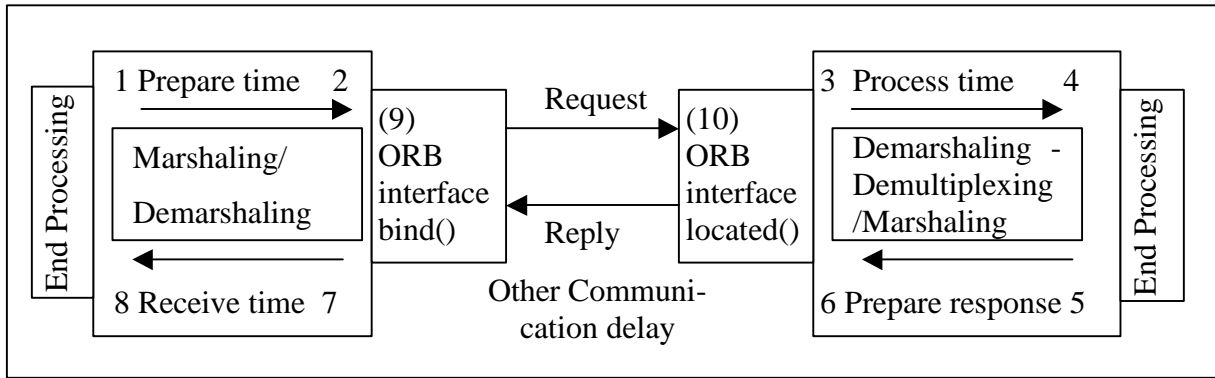 End Processing
1 Prepare time 2
Marshaling/
Demarshaling
8 Receive time 7
(9)
ORB
interface
bind()
Request
Reply
Other Communi-
cation delay
(10)
ORB
interface
located()
3 Process time 4
Demarshaling -
Demultiplexing
/Marshaling
6 Prepare response 5
End Processing